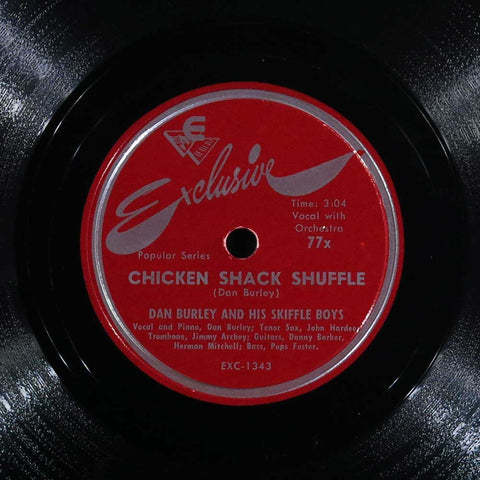 E
Exclusive
Time: 3:04
Vocal with
Orchestra
77x
Popular Series
CHICKEN SHACK SHUFFLE
(Dan Burley)
DAN BURLEY AND HIS SKIFFLE BOYS
Vocal and Piano, Dan Burley; Tenor Sax, John Hardee;
Trombone, Jimmy Archey; Guitars, Danny Barker,
Herman Mitchell; Bass, Pops Foster.
EXC-1343